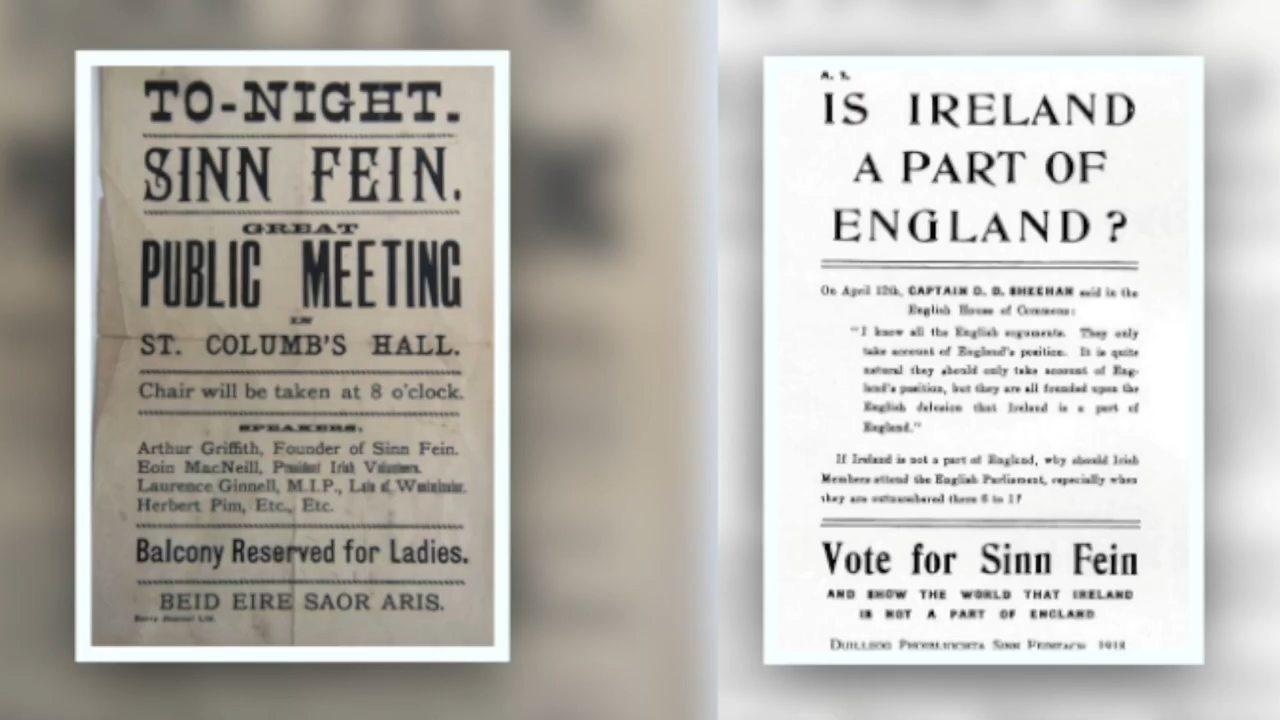 TO-NIGHT.
SINN FEIN.
GREAT
PUBLIC MEETING
IN
ST. COLUMB'S HALL.
Chair will be taken at 8 o'clock.
SPEAKERS:
Arthur Griffith, Founder of Sinn Fein.
Eoin MacNeill, President Irish Volunteers.
Laurence Ginnell, M.I.P., Late of Westminster.
Herbert Pim, Etc., Etc.
Balcony Reserved for Ladies.
BEID EIRE SAOR ARIS.
Derry Journal Ltd.
IS IRELAND
A PART OF
ENGLAND?
On April 12th, CAPTAIN D. D. SHEEHAN said in the
English House of Commons:
"I know all the English arguments. They only
take account of England's position. It is quite
natural they should only take account of Eng-
land's position, but they are all founded upon the
English delusion that Ireland is a part of
England."
If Ireland is not a part of England, why should Irish
Members attend the English Parliament, especially when
they are outnumbered there 6 to 1?
Vote for Sinn Fein
AND SHOW THE WORLD THAT IRELAND
IS NOT A PART OF ENGLAND
1918